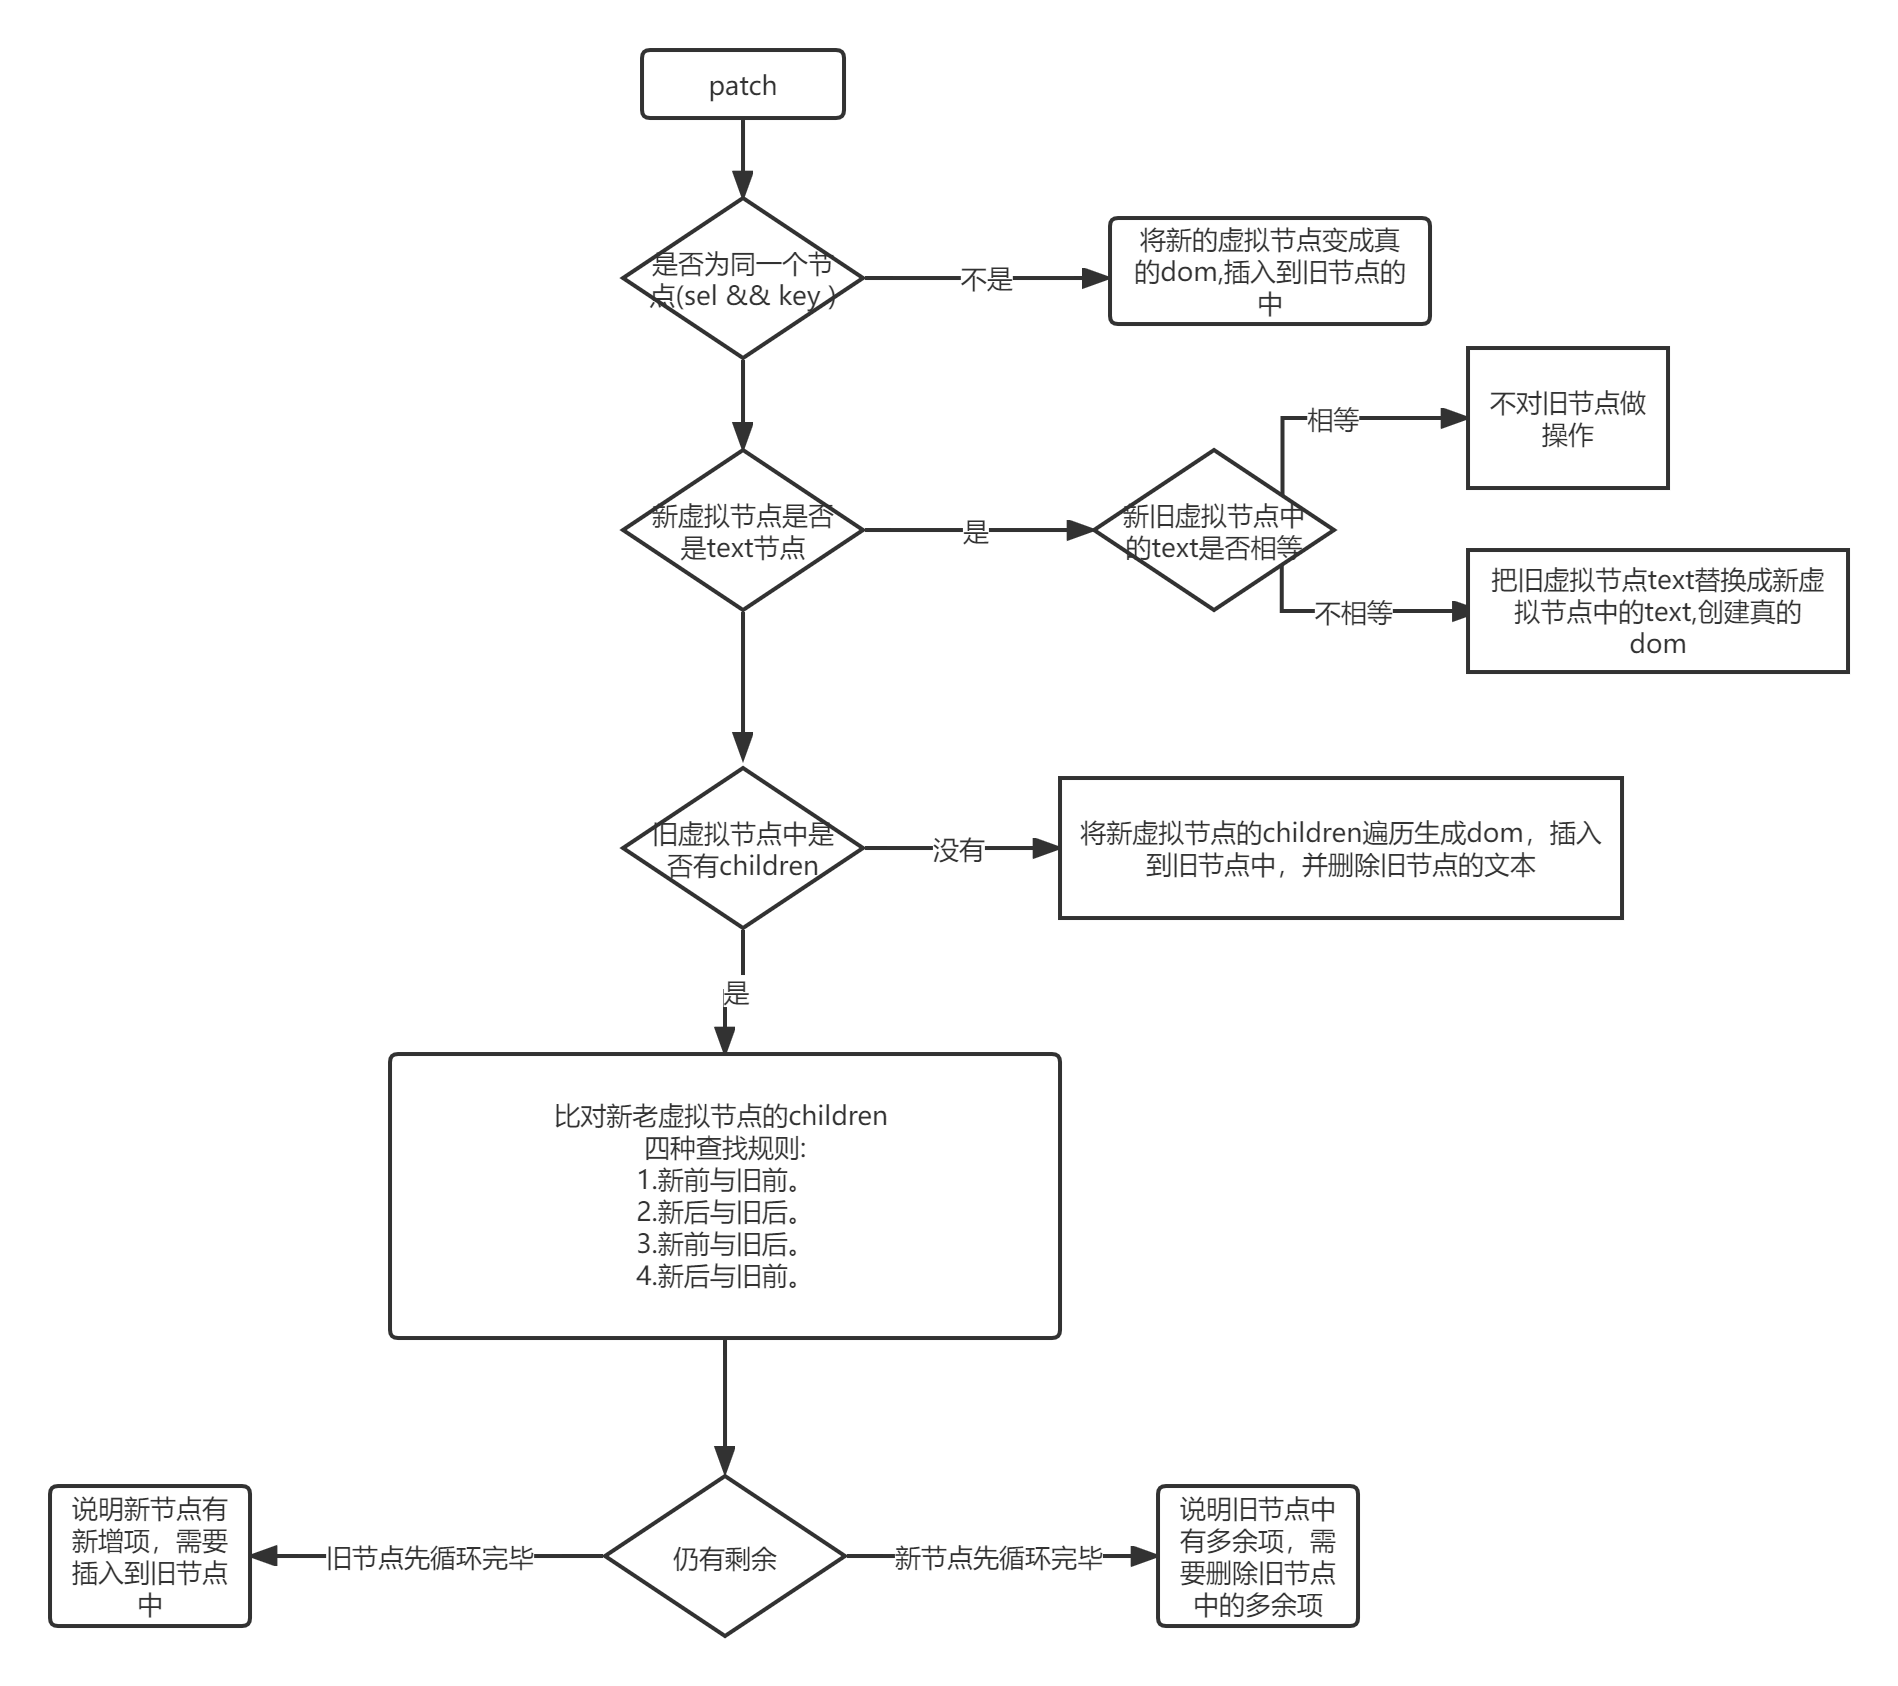 patch
是否为同一个节
点(sel && key )
不是
将新的虚拟节点变成真
的dom,插入到旧节点的
中
相等
不对旧节点做
操作
新虚拟节点是否
是text节点
是
新旧虚拟节点中
的text是否相等
不相等
把旧虚拟节点text替换成新虚
拟节点中的text,创建真的
dom
旧虚拟节点中是
否有children
没有
将新虚拟节点的children遍历生成dom，插入
到旧节点中，并删除旧节点的文本
是
比对新老虚拟节点的children
四种查找规则:
1.新前与旧前。
2.新后与旧后。
3.新前与旧后。
4.新后与旧前。
说明新节点有
新增项，需要
插入到旧节点
中
旧节点先循环完毕
仍有剩余
新节点先循环完毕
说明旧节点中
有多余项，需
要删除旧节点
中的多余项